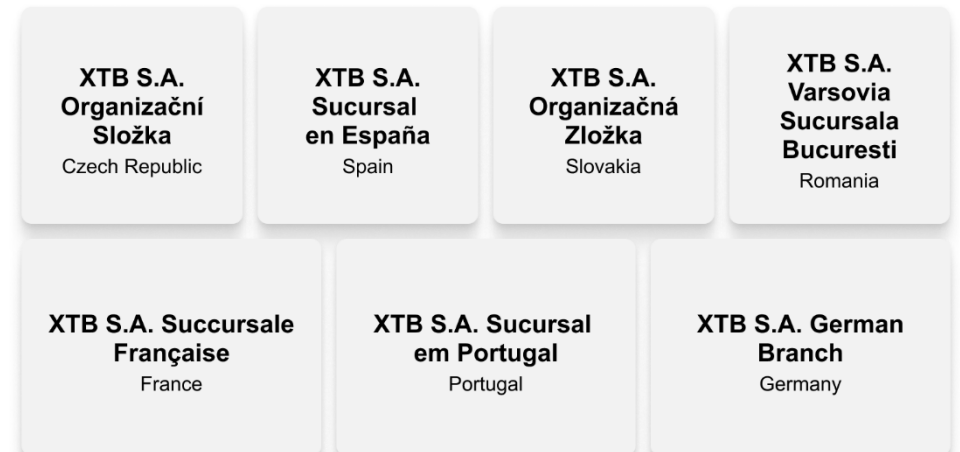 XTB S.A.
Organizační
Složka
Czech Republic
XTB S.A.
Sucursal
en España
Spain
XTB S.A.
Organizačná
Zložka
Slovakia
XTB S.A.
Varsovia
Sucursala
Bucuresti
Romania
XTB S.A. Succursale
Française
France
XTB S.A. Sucursal
em Portugal
Portugal
XTB S.A. German
Branch
Germany